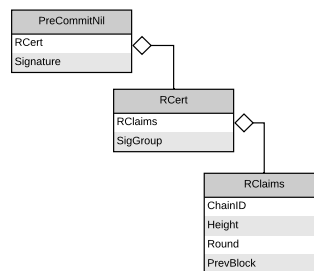 PreCommitNil
RCert
Signature
RCert
RClaims
SigGroup
RClaims
ChainID
Height
Round
PrevBlock